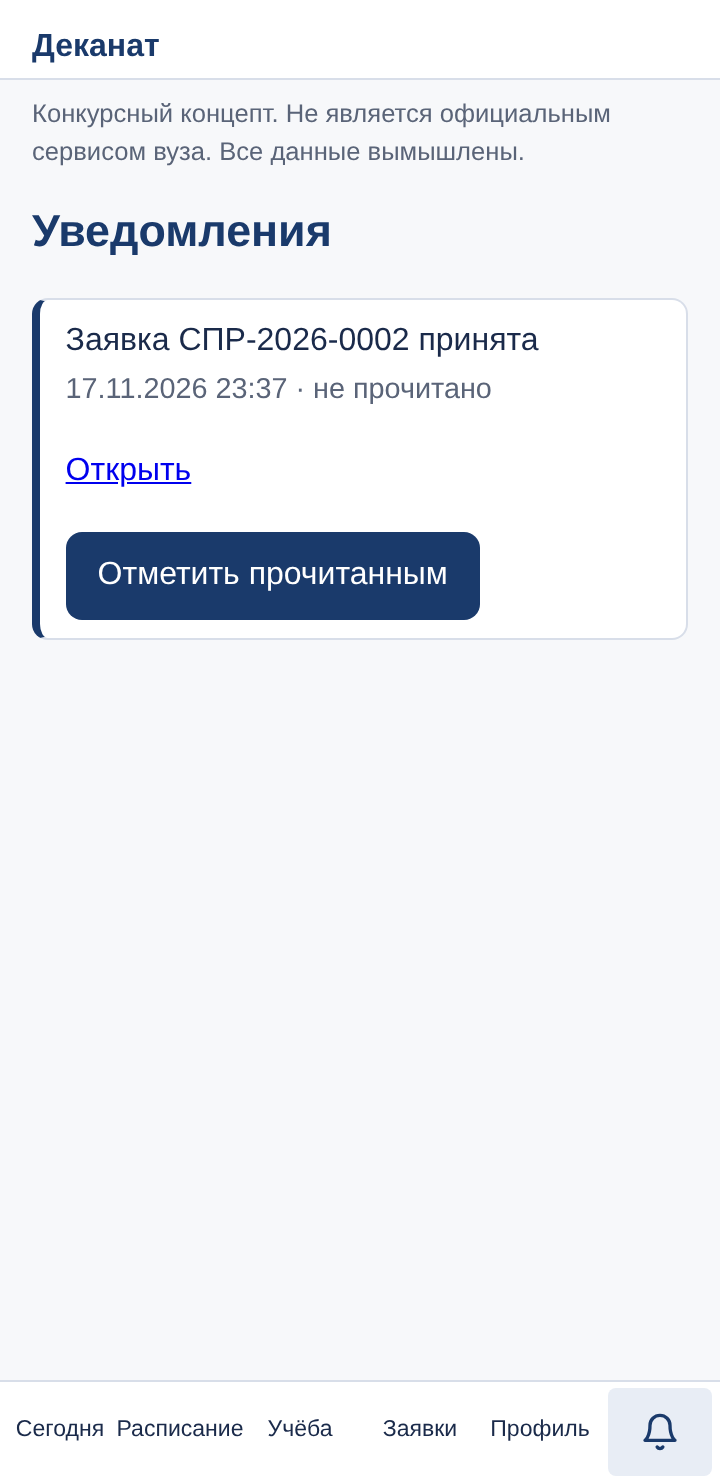 Деканат
Конкурсный концепт. Не является официальным
сервисом вуза. Все данные вымышлены.
Уведомления
Заявка СПР-2026-0002 принята
17.11.2026 23:37 · не прочитано
Открыть
Отметить прочитанным
Сегодня Расписание Учёба Заявки Профиль